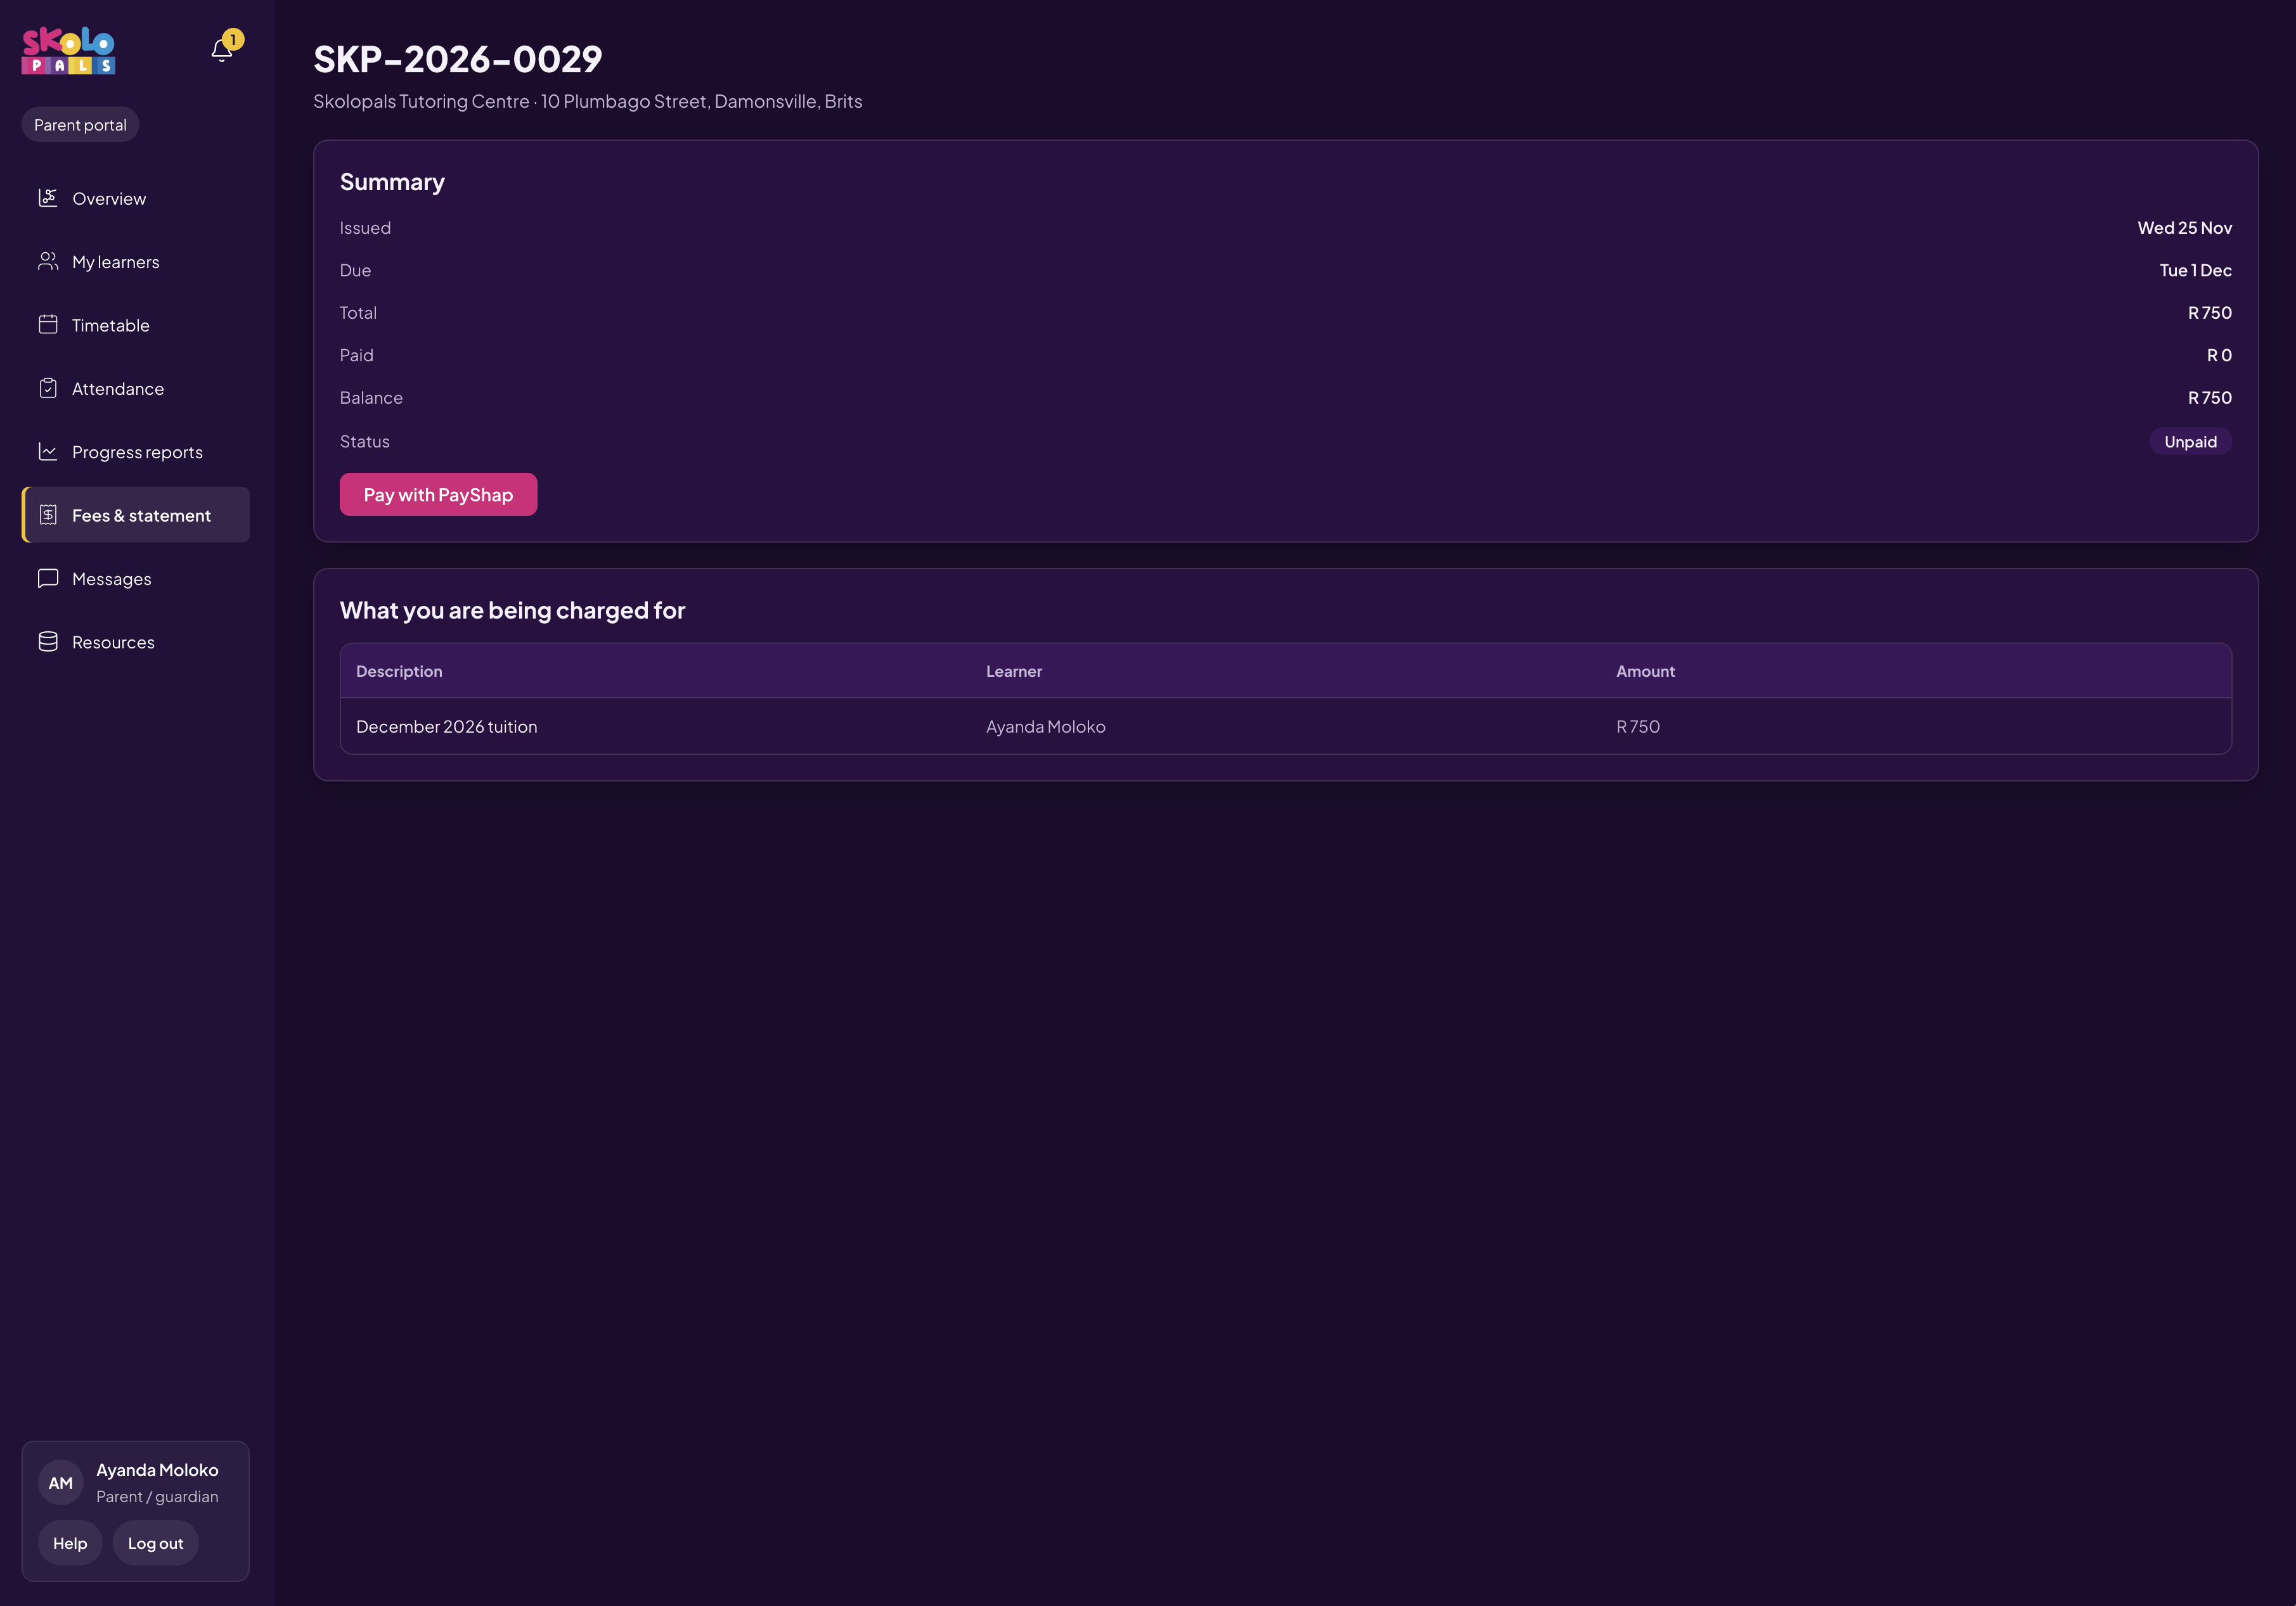 SKOLO
PALS
1
Parent portal
Overview
My learners
Timetable
Attendance
Progress reports
Fees & statement
Messages
Resources
AM
Ayanda Moloko
Parent / guardian
Help
Log out
SKP-2026-0029
Skolopals Tutoring Centre · 10 Plumbago Street, Damonsville, Brits
Summary
Issued Wed 25 Nov
Due Tue 1 Dec
Total R 750
Paid R 0
Balance R 750
Status Unpaid
Pay with PayShap
What you are being charged for
Description Learner Amount
December 2026 tuition Ayanda Moloko R 750